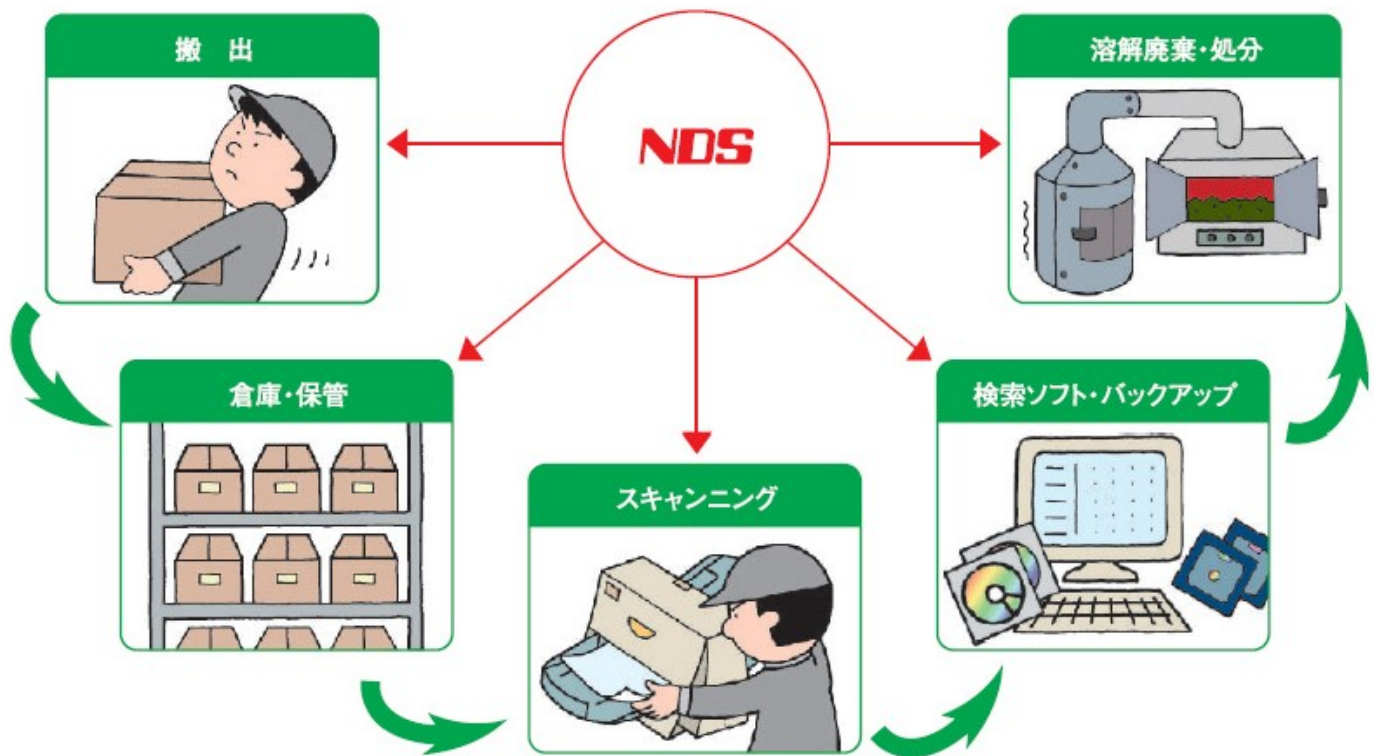 搬 出
NDS
溶解廃棄・処分
倉庫・保管
検索ソフト・バックアップ
スキャンニング